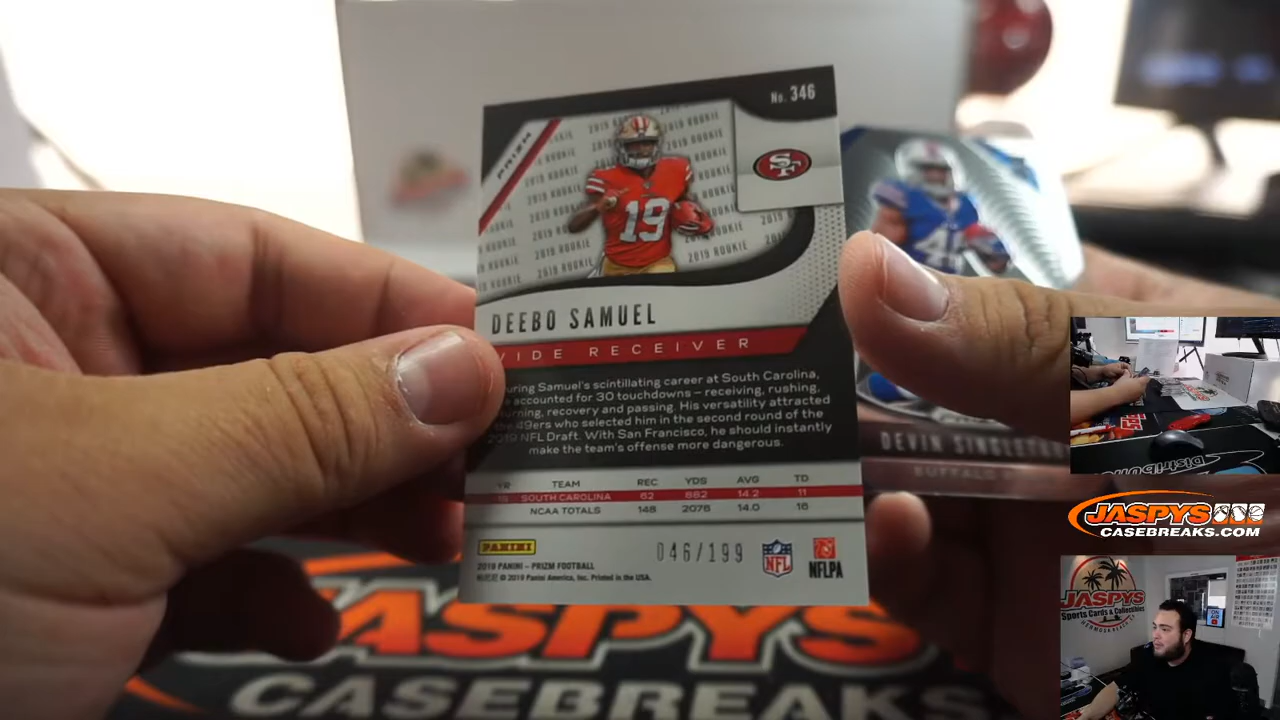 No. 346
PRIZM
DEEBO SAMUEL
WIDE RECEIVER
uring Samuel's scintillating career at South Carolina,
accounted for 30 touchdowns – receiving, rushing,
urning, recovery and passing. His versatility attracted
the 49ers who selected him in the second round of the
2019 NFL Draft. With San Francisco, he should instantly
make the team's offense more dangerous.
YR TEAM REC YDS AVG TD
SOUTH CAROLINA 62 882 14.2 11
NCAA TOTALS 148 2076 14.0 16
PANINI
046/199
NFL
NFLPA
2019 PANINI – PRIZM FOOTBALL
© 2019 Panini America, Inc. Printed in the USA.
19
2019 ROOKIE
DEVIN SINGLET
BUFFALO
JASPYS
CASEBREAKS
JASPYS
CASEBREAKS.COM
JASPYS
Sports Cards & Collectibles